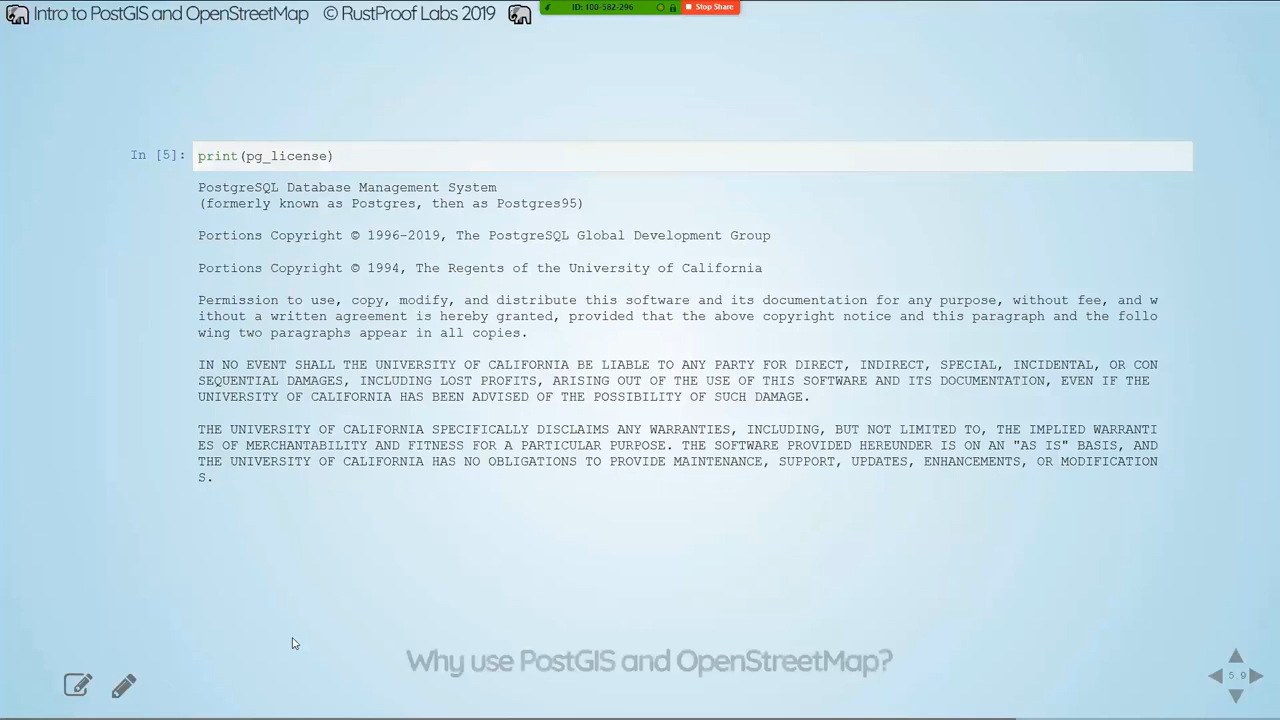 Intro to PostGIS and OpenStreetMap © RustProof Labs 2019
ID: 100-582-296 Stop Share
In [5]: print(pg_license)
PostgreSQL Database Management System
(formerly known as Postgres, then as Postgres95)
Portions Copyright © 1996-2019, The PostgreSQL Global Development Group
Portions Copyright © 1994, The Regents of the University of California
Permission to use, copy, modify, and distribute this software and its documentation for any purpose, without fee, and w
ithout a written agreement is hereby granted, provided that the above copyright notice and this paragraph and the follo
wing two paragraphs appear in all copies.
IN NO EVENT SHALL THE UNIVERSITY OF CALIFORNIA BE LIABLE TO ANY PARTY FOR DIRECT, INDIRECT, SPECIAL, INCIDENTAL, OR CON
SEQUENTIAL DAMAGES, INCLUDING LOST PROFITS, ARISING OUT OF THE USE OF THIS SOFTWARE AND ITS DOCUMENTATION, EVEN IF THE
UNIVERSITY OF CALIFORNIA HAS BEEN ADVISED OF THE POSSIBILITY OF SUCH DAMAGE.
THE UNIVERSITY OF CALIFORNIA SPECIFICALLY DISCLAIMS ANY WARRANTIES, INCLUDING, BUT NOT LIMITED TO, THE IMPLIED WARRANTI
ES OF MERCHANTABILITY AND FITNESS FOR A PARTICULAR PURPOSE. THE SOFTWARE PROVIDED HEREUNDER IS ON AN "AS IS" BASIS, AND
THE UNIVERSITY OF CALIFORNIA HAS NO OBLIGATIONS TO PROVIDE MAINTENANCE, SUPPORT, UPDATES, ENHANCEMENTS, OR MODIFICATION
S.
Why use PostGIS and OpenStreetMap?
5 9